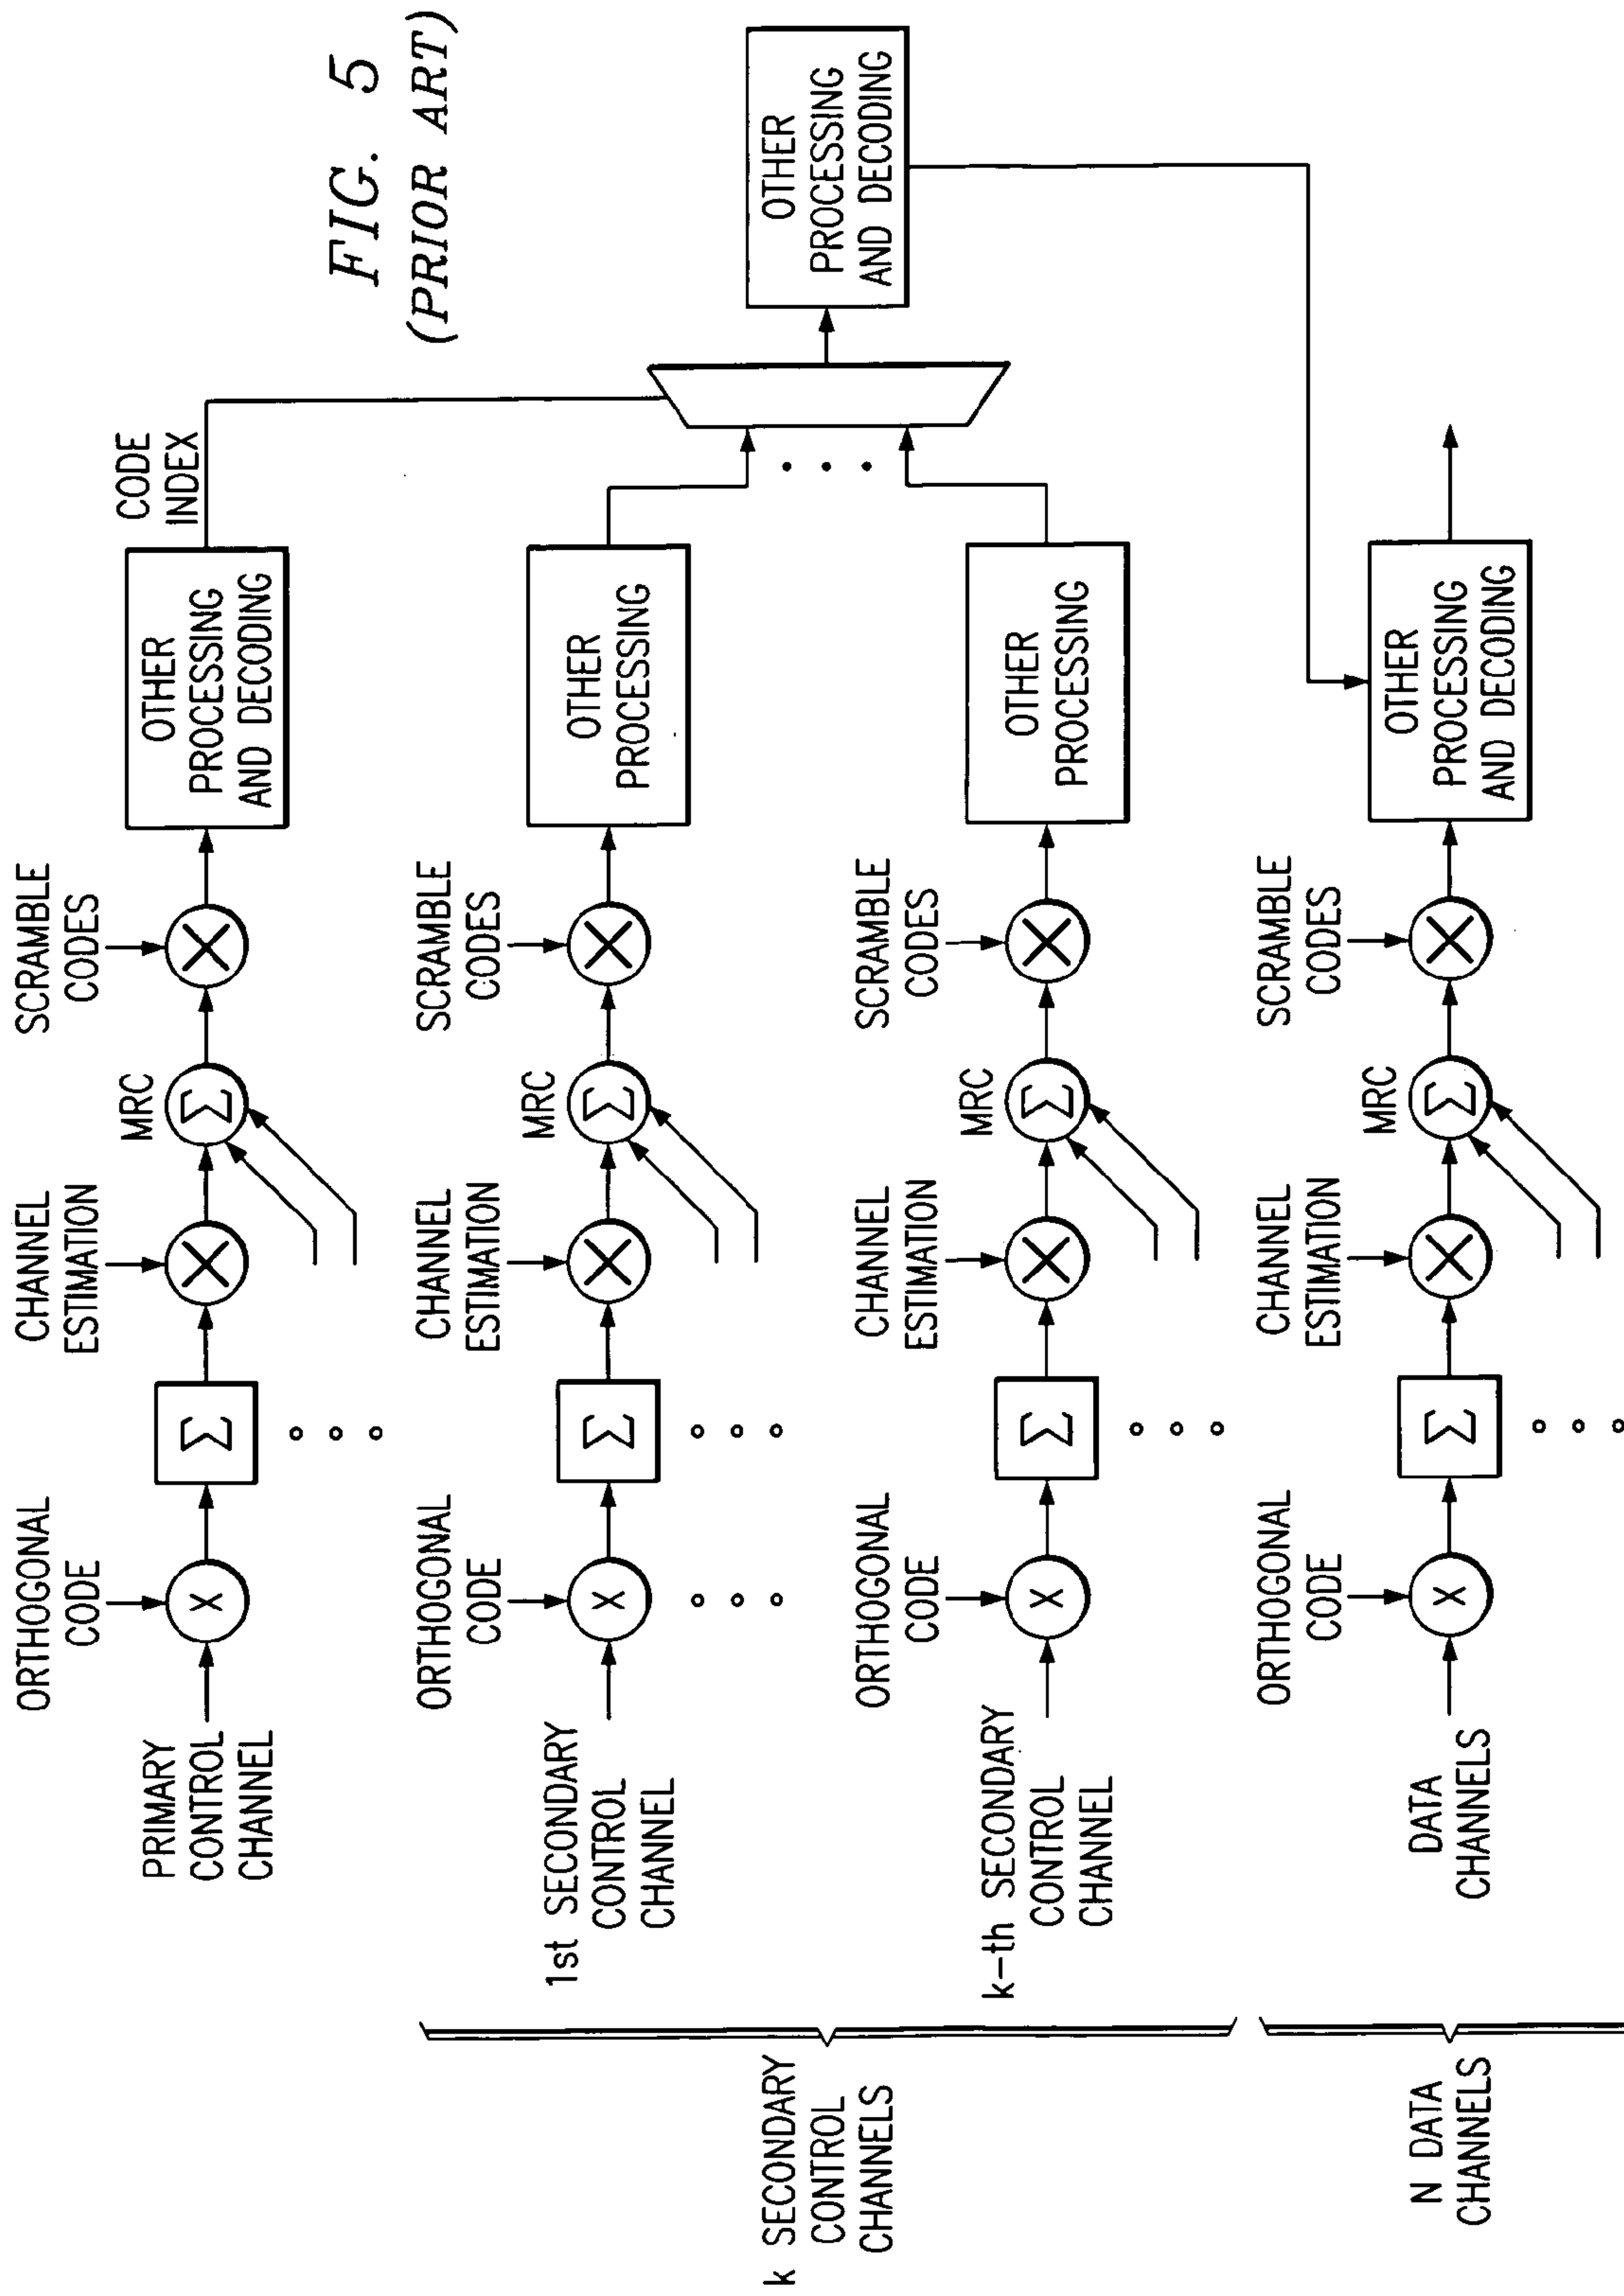 FIG. 5
(PRIOR ART)
ORTHOGONAL
CODE
CHANNEL
ESTIMATION
MRC
SCRAMBLE
CODES
CODE
INDEX
PRIMARY
CONTROL
CHANNEL
X
Σ
Σ
OTHER
PROCESSING
AND DECODING
ORTHOGONAL
CODE
CHANNEL
ESTIMATION
MRC
SCRAMBLE
CODES
1st SECONDARY
CONTROL
CHANNEL
X
Σ
Σ
OTHER
PROCESSING
OTHER
PROCESSING
AND DECODING
k SECONDARY
CONTROL
CHANNELS
ORTHOGONAL
CODE
CHANNEL
ESTIMATION
MRC
SCRAMBLE
CODES
k-th SECONDARY
CONTROL
CHANNEL
X
Σ
Σ
OTHER
PROCESSING
ORTHOGONAL
CODE
CHANNEL
ESTIMATION
MRC
SCRAMBLE
CODES
N DATA
CHANNELS
DATA
CHANNELS
X
Σ
Σ
OTHER
PROCESSING
AND DECODING